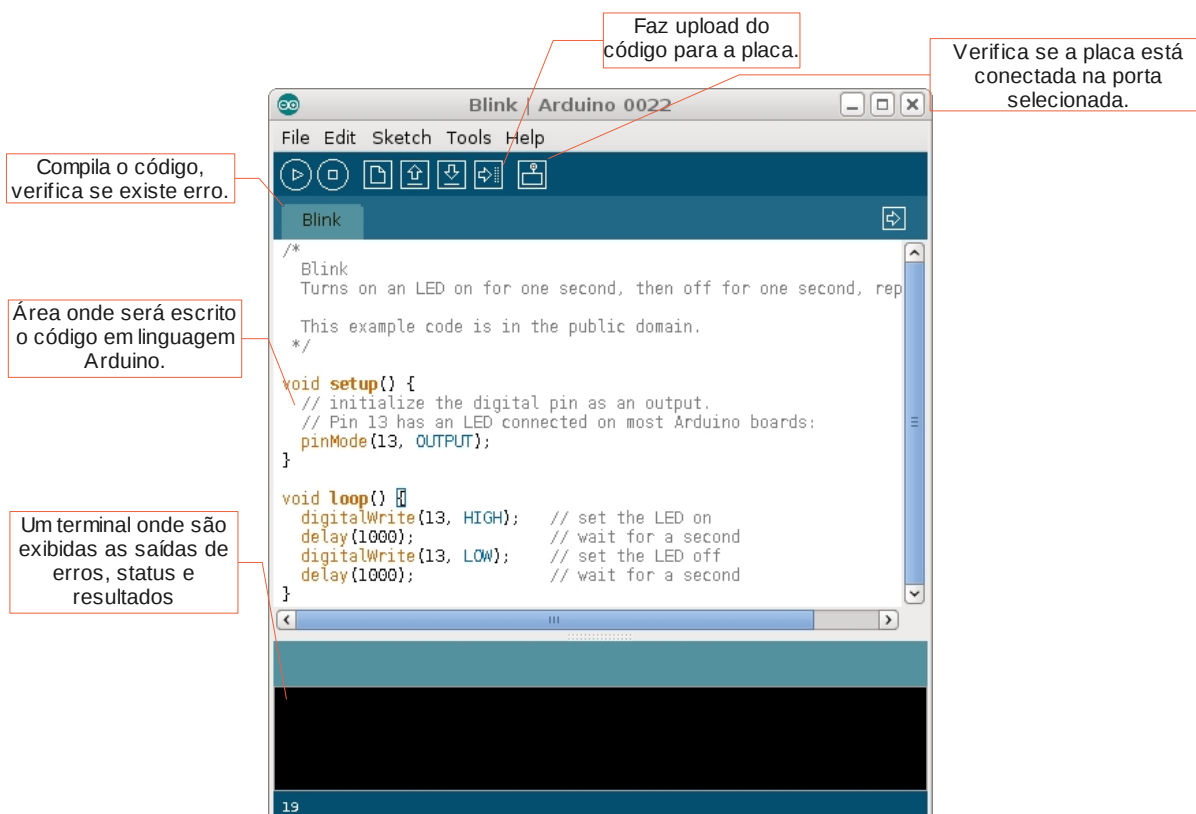 Faz upload do
código para a placa.
Verifica se a placa está
conectada na porta
selecionada.
Blink | Arduino 0022
File Edit Sketch Tools Help
Compila o código,
verifica se existe erro.
Blink
/*
Blink
Turns on an LED on for one second, then off for one second, rep
This example code is in the public domain.
*/
Área onde será escrito
o código em linguagem
Arduino.
void setup() {
// initialize the digital pin as an output.
// Pin 13 has an LED connected on most Arduino boards:
pinMode(13, OUTPUT);
}
void loop() {
digitalWrite(13, HIGH); // set the LED on
delay(1000); // wait for a second
digitalWrite(13, LOW); // set the LED off
delay(1000); // wait for a second
}
Um terminal onde são
exibidas as saídas de
erros, status e
resultados
19